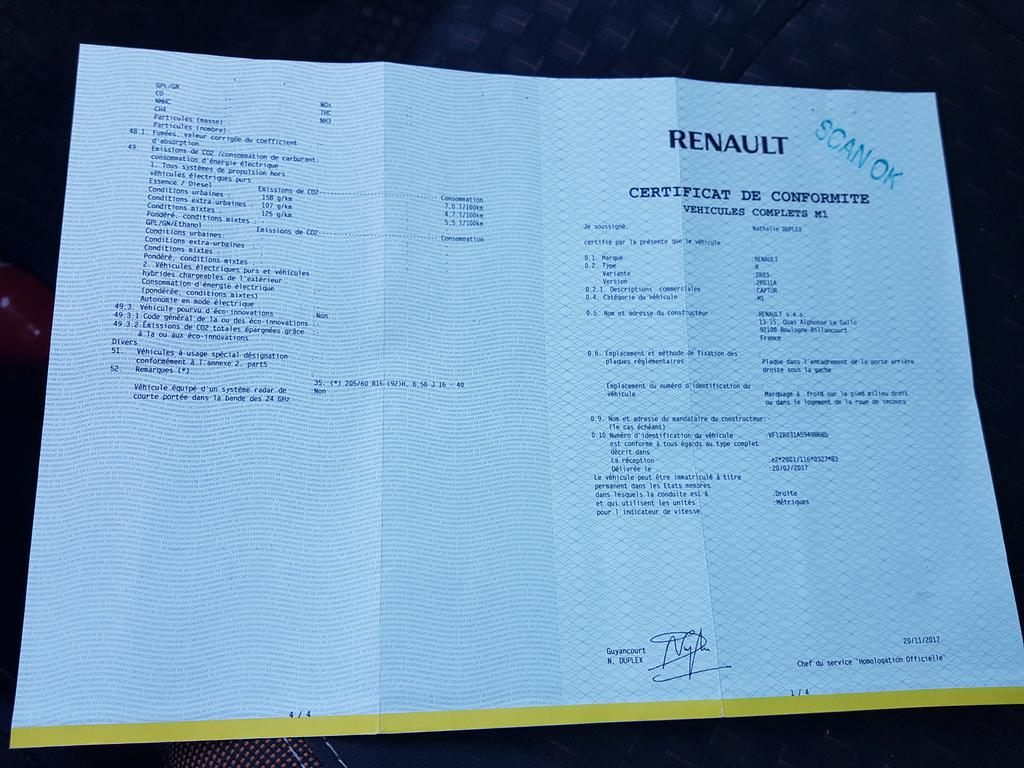 GPL/GN
CO
NMHC
CH4
Particules (masse)
Particules (nombre)
NOx
THC
NH3
48.1. Fumées, valeur corrigée du coefficient
d'absorption
49. Emissions de CO2 /consommation de carburant:
consommation d'énergie électrique
1. Tous systèmes de propulsion hors
véhicules électriques purs
Essence / Diesel Emissions de CO2 Consommation
Conditions urbaines : 158 g/km 7.0 l/100km
Conditions extra-urbaines : 107 g/km 4.7 l/100km
Conditions mixtes : 125 g/km 5.5 l/100km
Pondéré, conditions mixtes :
GPL/GN/Ethanol Emissions de CO2 Consommation
Conditions urbaines:
Conditions extra-urbaines :
Conditions mixtes :
Pondéré, conditions mixtes :
2. Véhicules électriques purs et véhicules
hybrides chargeables de l'extérieur
Consommation d'énergie électrique
(pondérée, conditions mixtes)
Autonomie en mode électrique
49.3. Véhicule pourvu d'éco-innovations :Non
49.3.1 Code général de la ou des éco-innovations :-
49.3.2 Emissions de CO2 totales épargnées grâce :-
à la ou aux éco-innovations
Divers
51. Véhicules à usage spécial désignation
conformément à l'annexe 2, part5
52. Remarques (*)
35: (*) 205/60 R16 (92)H, 6.50 J 16 - 40
Véhicule équipé d'un système radar de :Non
courte portée dans la bande des 24 GHz
4 / 4
RENAULT
SCAN OK
CERTIFICAT DE CONFORMITE
VEHICULES COMPLETS M1
Je soussigné, Nathalie DUPLEX
certifie par la présente que le véhicule
0.1. Marque :RENAULT
0.2. Type :R
Variante :2R03
Version :2R031A
0.2.1. Descriptions commerciales :CAPTUR
0.4. Catégorie du véhicule :M1
0.5. Nom et adresse du constructeur :RENAULT s.a.s.
13-15, Quai Alphonse Le Gallo
92100 Boulogne-Billancourt
France
0.6. Emplacement et méthode de fixation des
plaques réglementaires
Plaque dans l'encadrement de la porte arrière
droite sous la gache
Emplacement du numéro d'identification du :
véhicule
Marquage à froid sur le pied milieu droit
ou dans le logement de la roue de secours
0.9. Nom et adresse du mandataire du constructeur:-
(le cas échéant)
0.10 Numéro d'identification du véhicule :VF12R031A59498685
est conforme à tous égards au type complet
décrit dans
La réception :e2*2001/116*0327*83
Délivrée le :20/07/2017
Le véhicule peut être immatriculé à titre
permanent dans les Etats membres
dans lesquels la conduite est à :Droite
et qui utilisent les unités :Métriques
pour l'indicateur de vitesse
Guyancourt
N. DUPLEX
20/11/2017
Chef du service 'Homologation Officielle'
1 / 4